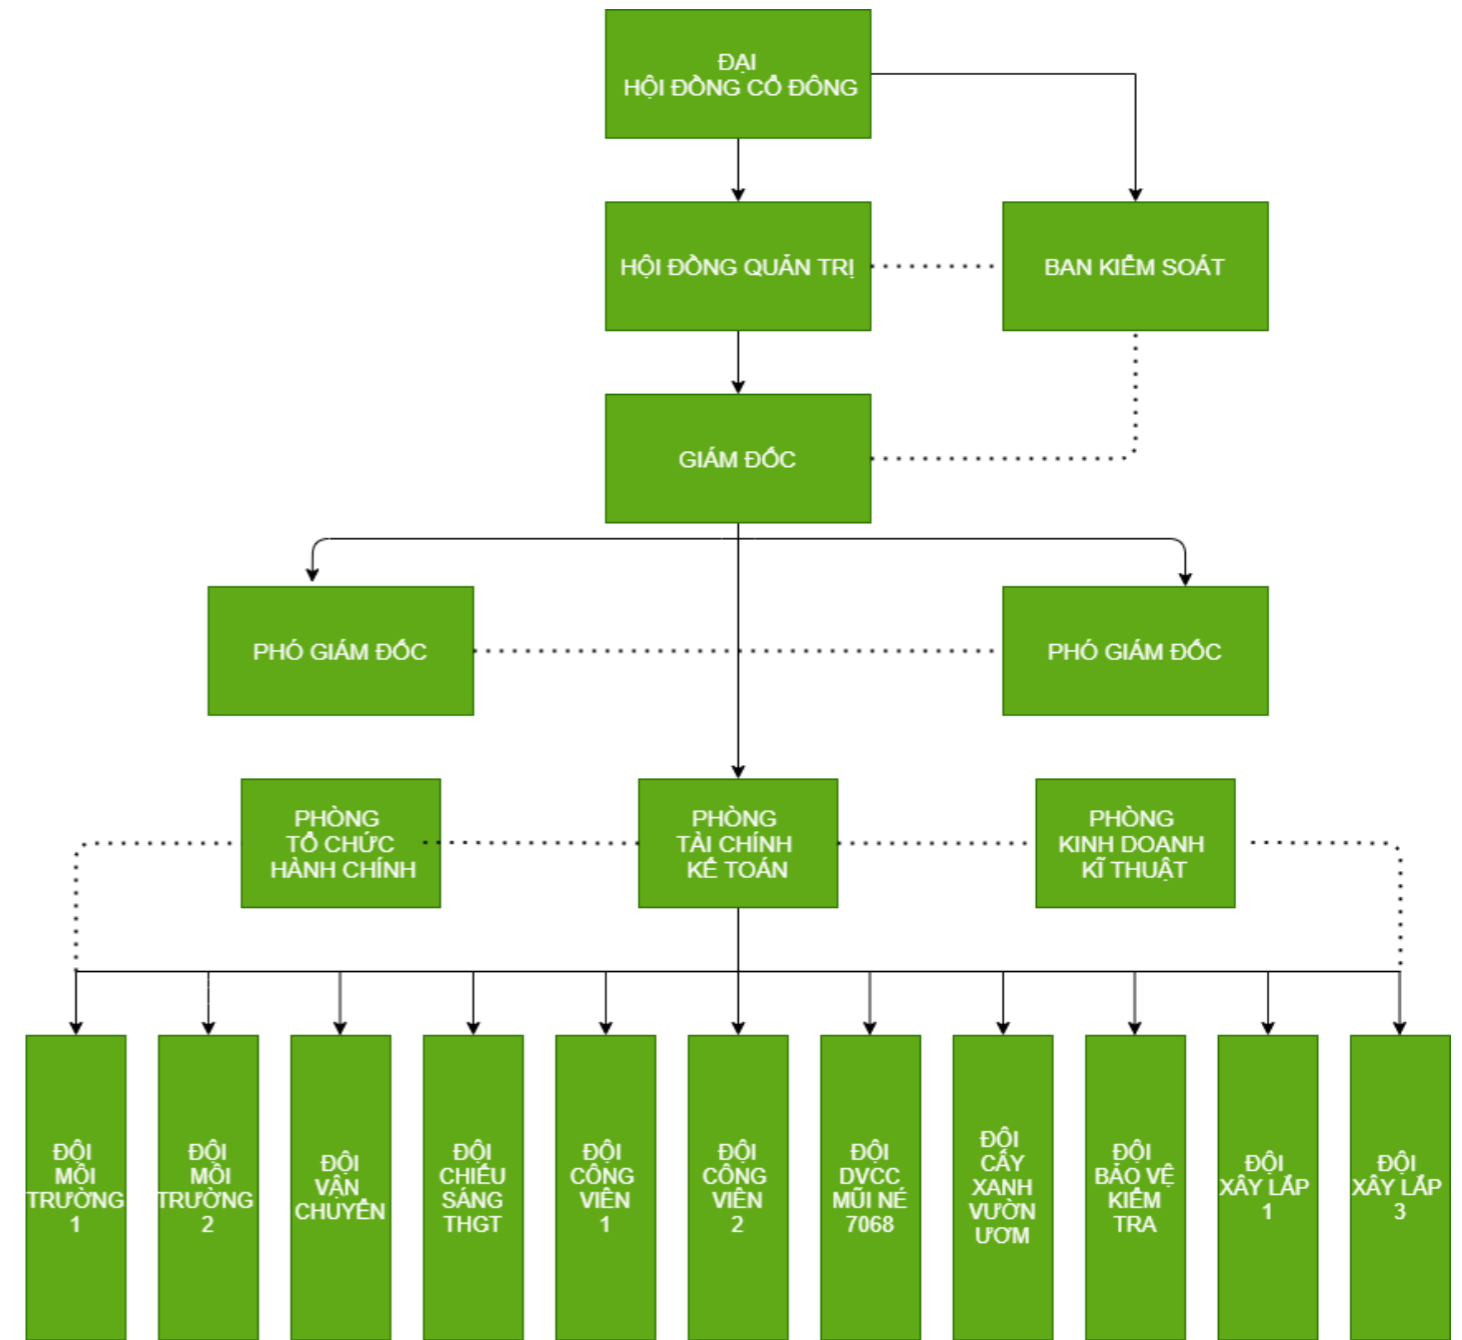 ĐẠI
HỘI ĐỒNG CỔ ĐÔNG
HỘI ĐỒNG QUẢN TRỊ
BAN KIỂM SOÁT
GIÁM ĐỐC
PHÓ GIÁM ĐỐC
PHÓ GIÁM ĐỐC
PHÒNG
TỔ CHỨC
HÀNH CHÍNH
PHÒNG
TÀI CHÍNH
KẾ TOÁN
PHÒNG
KINH DOANH
KĨ THUẬT
ĐỘI
MÔI
TRƯỜNG
1
ĐỘI
MÔI
TRƯỜNG
2
ĐỘI
VẬN
CHUYỂN
ĐỘI
CHIẾU
SÁNG
THGT
ĐỘI
CÔNG
VIÊN
1
ĐỘI
CÔNG
VIÊN
2
ĐỘI
DVCC
MŨI NÉ
7068
ĐỘI
CÂY
XANH
VƯỜN
ƯƠM
ĐỘI
BẢO VỆ
KIỂM
TRA
ĐỘI
XÂY LẮP
1
ĐỘI
XÂY LẮP
3